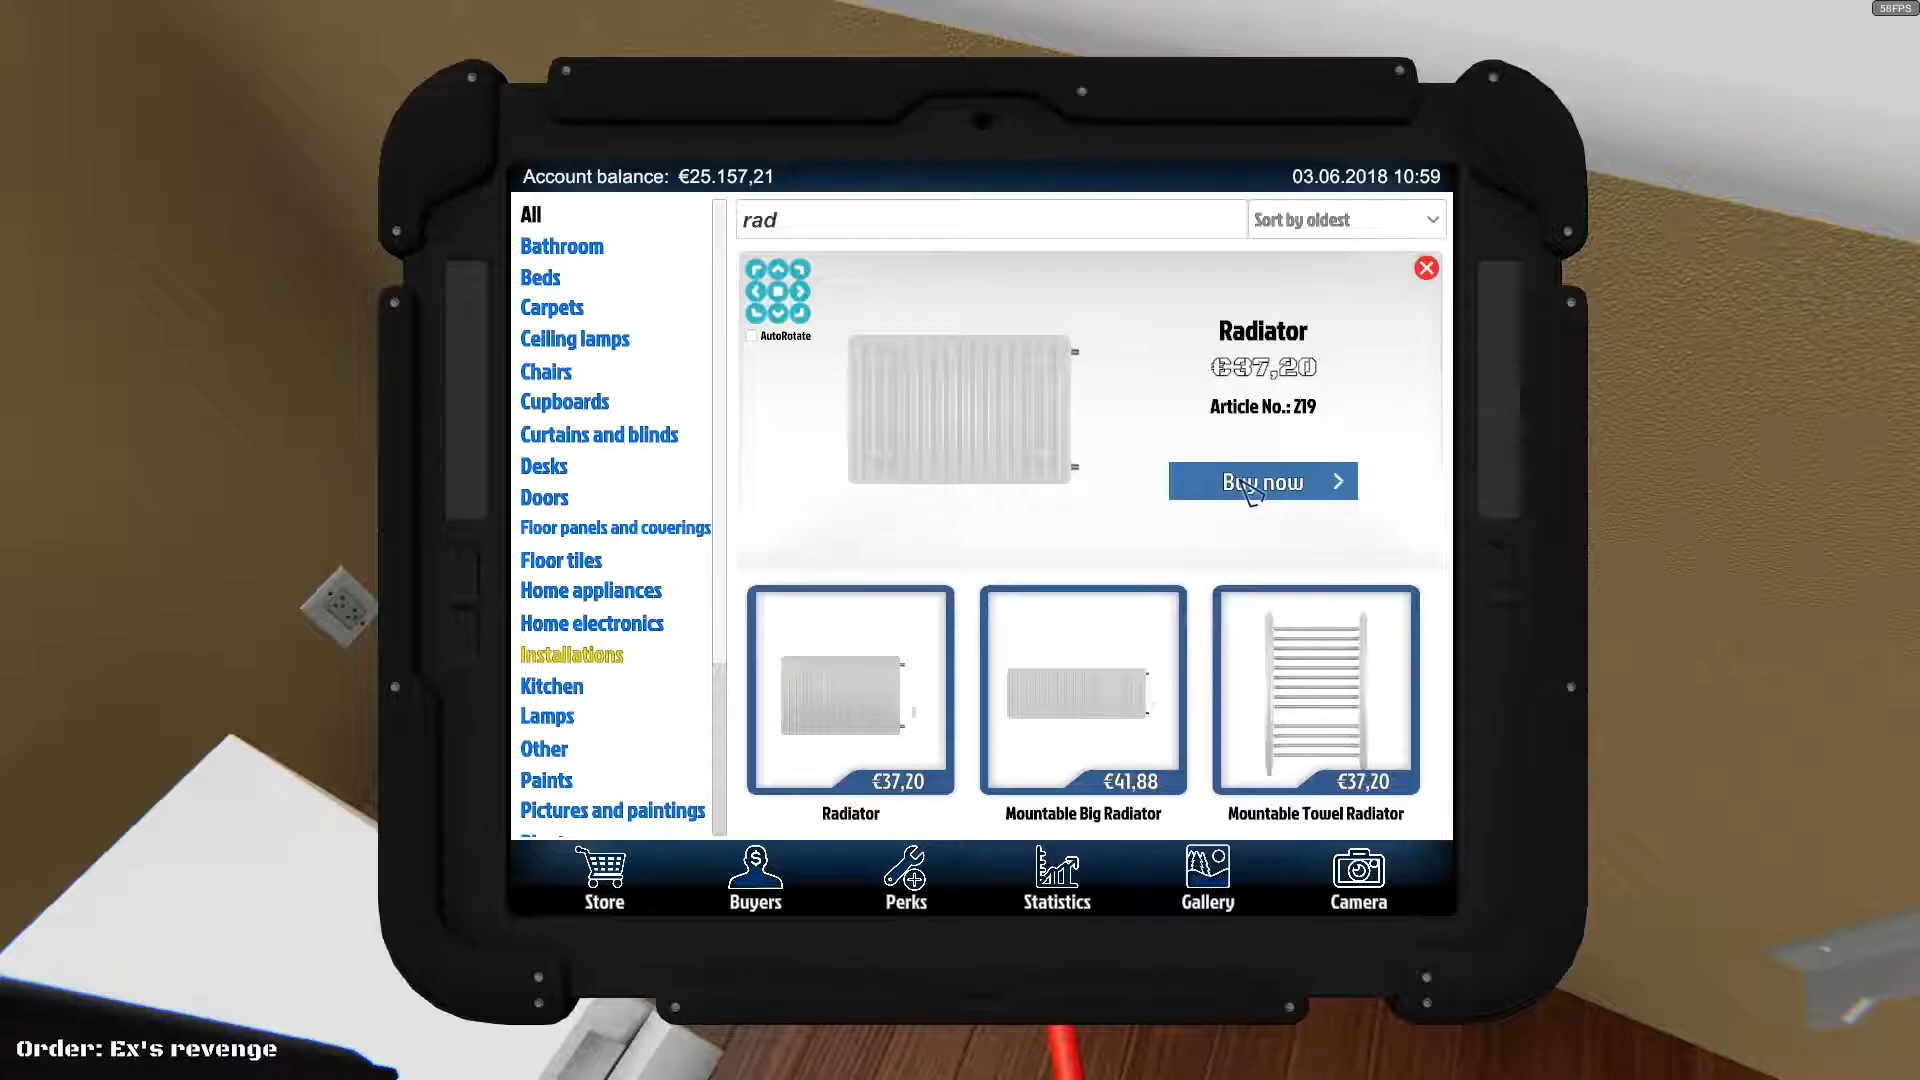 58FPS
Account balance: €25.157,21
03.06.2018 10:59
All
Bathroom
Beds
Carpets
Ceiling lamps
Chairs
Cupboards
Curtains and blinds
Desks
Doors
Floor panels and coverings
Floor tiles
Home appliances
Home electronics
Installations
Kitchen
Lamps
Other
Paints
Pictures and paintings
rad
Sort by oldest
AutoRotate
Radiator
€37,20
Article No.: 219
Buy now
€37,20
€41,88
€37,20
Radiator
Mountable Big Radiator
Mountable Towel Radiator
Store
Buyers
Perks
Statistics
Gallery
Camera
Order: Ex's revenge